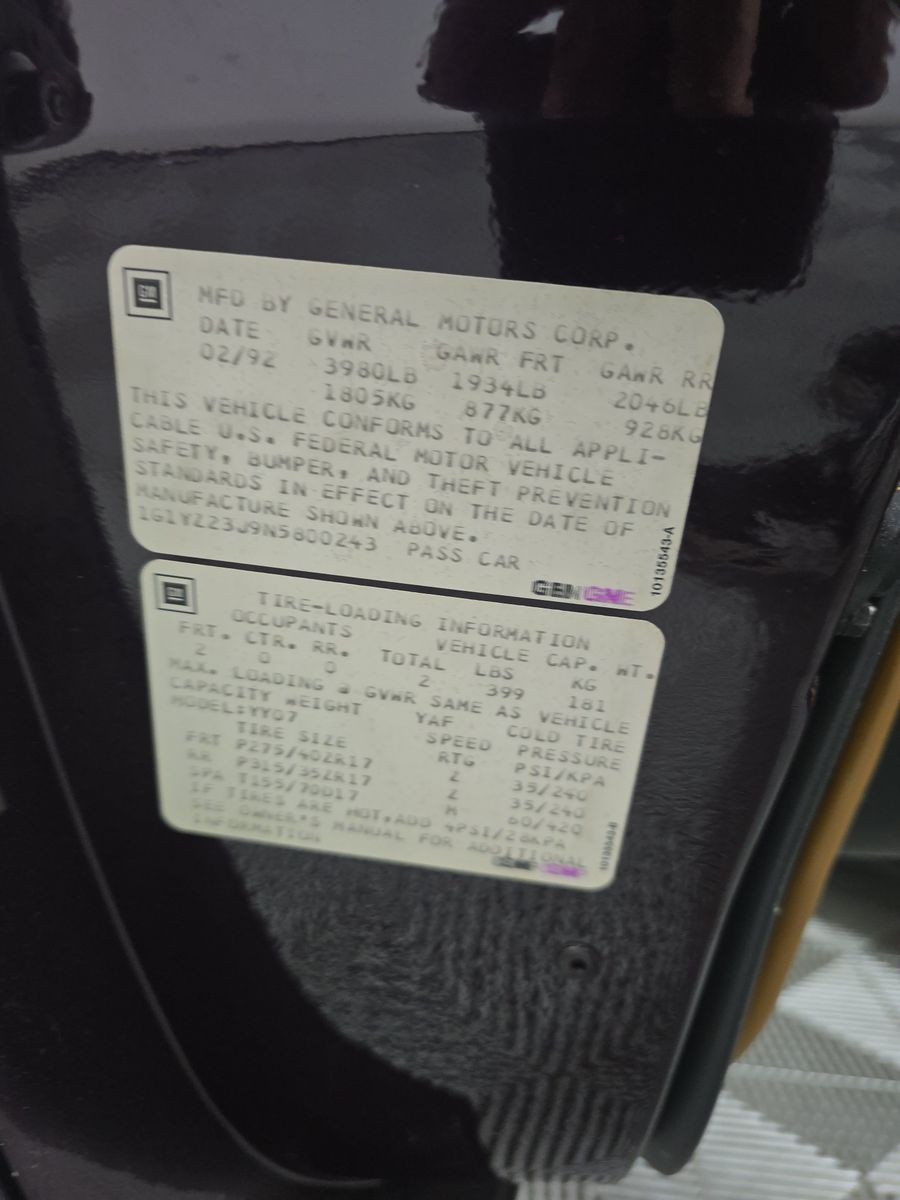 GM
MFD BY GENERAL MOTORS CORP.
DATE GVWR GAWR FRT GAWR RR
02/92 3980LB 1934LB 2046LB
1805KG 877KG 928KG
THIS VEHICLE CONFORMS TO ALL APPLI-
CABLE U.S. FEDERAL MOTOR VEHICLE
SAFETY, BUMPER, AND THEFT PREVENTION
STANDARDS IN EFFECT ON THE DATE OF
MANUFACTURE SHOWN ABOVE.
1G1YZ23J9N5800243 PASS CAR
10135543-A
GM
TIRE-LOADING INFORMATION
OCCUPANTS VEHICLE CAP. WT.
FRT. CTR. RR. TOTAL LBS KG
2 0 0 2 399 181
MAX. LOADING @ GVWR SAME AS VEHICLE
CAPACITY WEIGHT YAF COLD TIRE
MODEL:YY07 SPEED PRESSURE
TIRE SIZE RTG PSI/KPA
FRT P275/40ZR17 Z 35/240
RR P315/35ZR17 Z 35/240
SPA T155/70D17 M 60/420
IF TIRES ARE HOT,ADD 4PSI/28KPA
SEE OWNER'S MANUAL FOR ADDITIONAL
INFORMATION